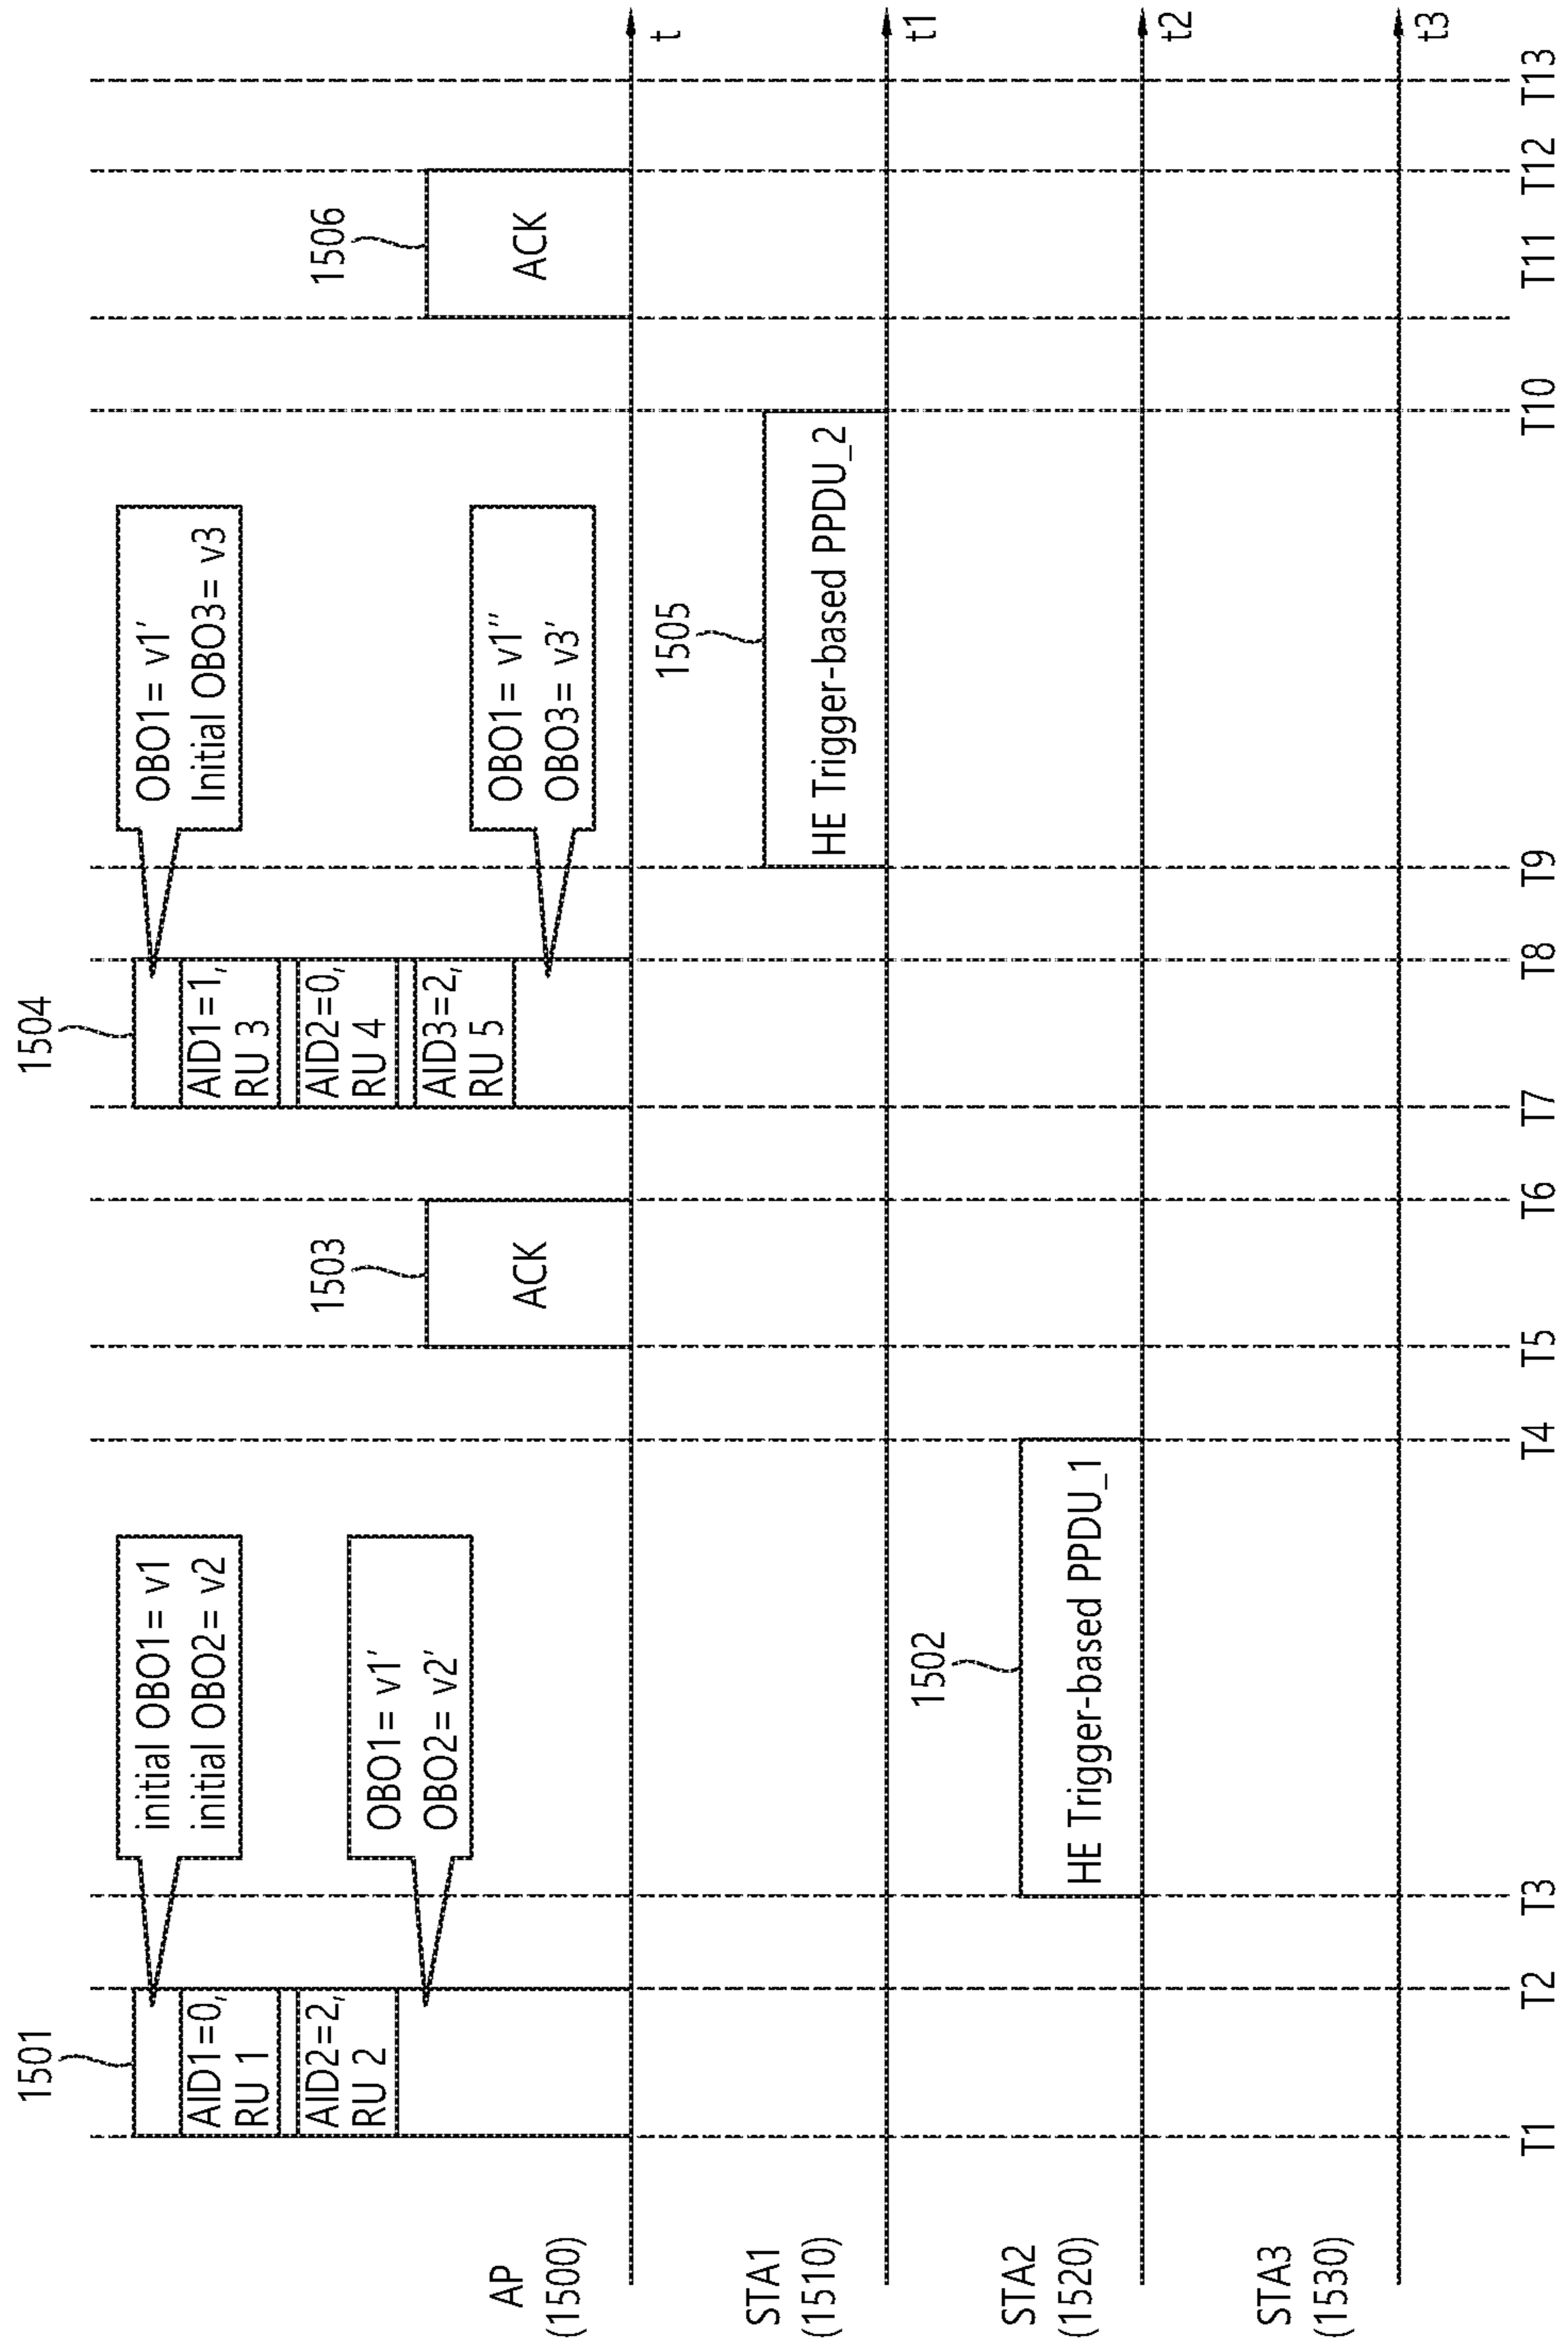 1501
AID1=0,
RU 1
AID2=2,
RU 2
initial OBO1= v1
initial OBO2= v2
OBO1= v1′
OBO2= v2′
1503
ACK
1504
AID1=1,
RU 3
AID2=0,
RU 4
AID3=2,
RU 5
OBO1= v1′
Initial OBO3= v3
OBO1= v1′′
OBO3= v3′
1506
ACK
AP
(1500)
t
1505
HE Trigger-based PPDU_2
STA1
(1510)
t1
1502
HE Trigger-based PPDU_1
STA2
(1520)
t2
STA3
(1530)
t3
T1 T2 T3 T4 T5 T6 T7 T8 T9 T10 T11 T12 T13